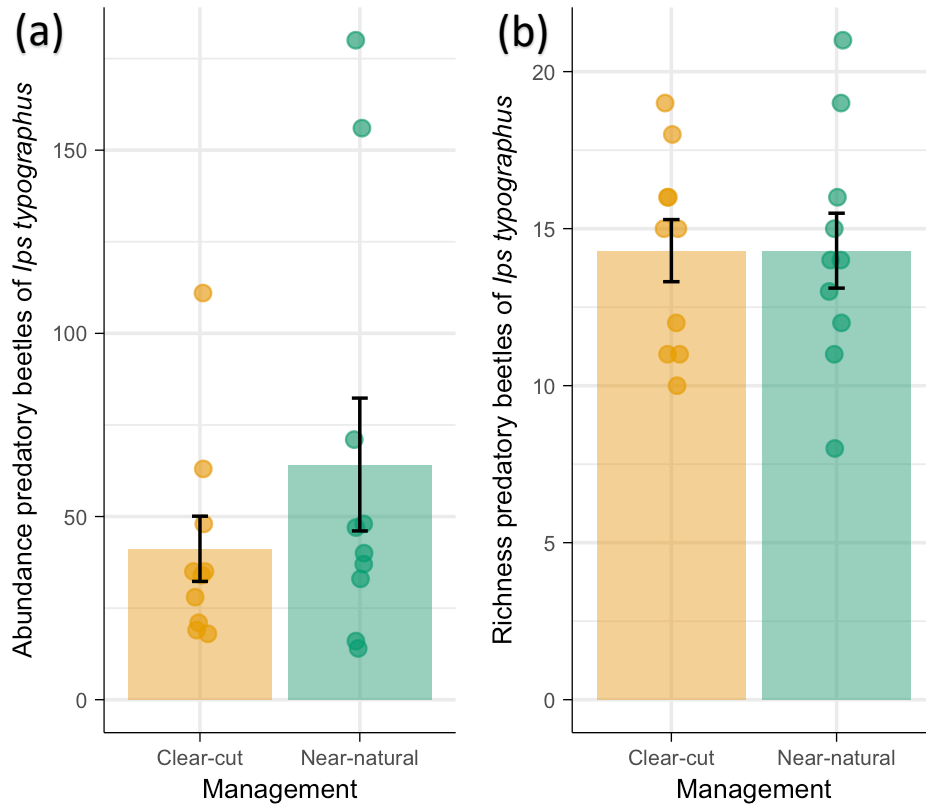 (a)
Abundance predatory beetles of Ips typographus
150
100
50
0
Clear-cut
Near-natural
Management
(b)
Richness predatory beetles of Ips typographus
20
15
10
5
0
Clear-cut
Near-natural
Management